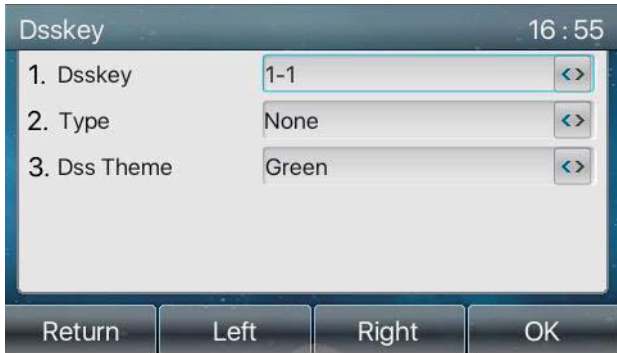 Dsskey 16 : 55
1. Dsskey 1-1
2. Type None
3. Dss Theme Green
Return Left Right OK